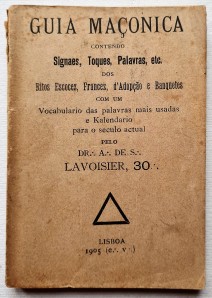 GUIA MAÇONICA
CONTENDO
Signaes, Toques, Palavras, etc.
DOS
Ritos Escocez, Francez, d'Adopção e Banquetes
COM UM
Vocabulario das palavras mais usadas
e Kalendario
para o seculo actual
PELO
DR∴ A∴ DE S∴
LAVOISIER, 30∴
LISBOA
1905 (e∴ v∴)